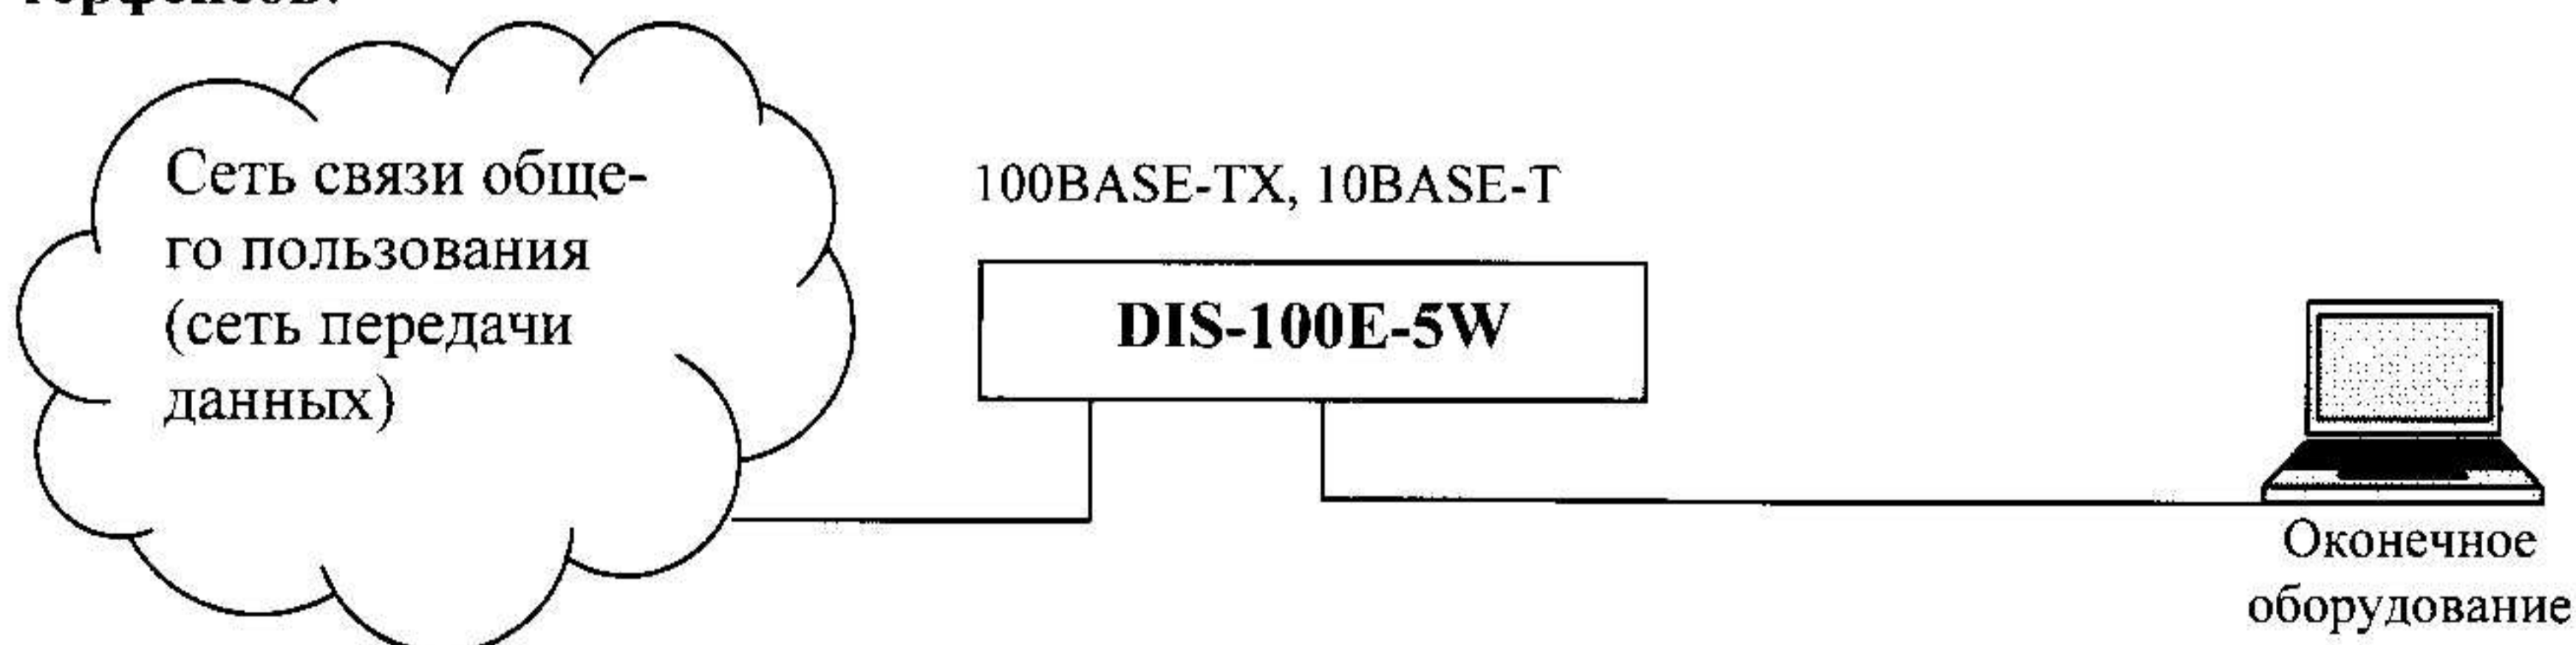 Сеть связи обще-
го пользования
(сеть передачи
данных)
100BASE-TX, 10BASE-T
DIS-100E-5W
Оконечное
оборудование